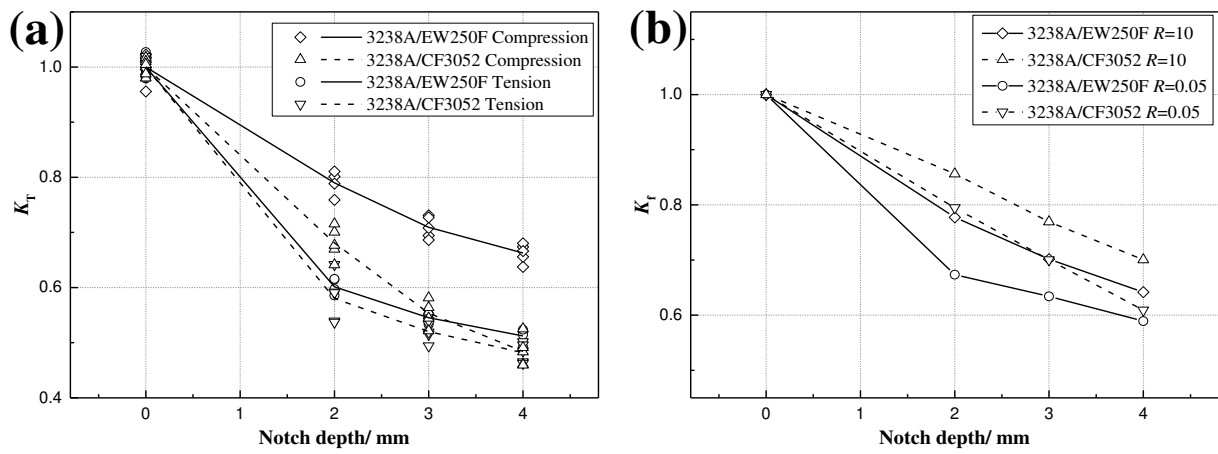 (a)
3238A/EW250F Compression
3238A/CF3052 Compression
3238A/EW250F Tension
3238A/CF3052 Tension
1.0
0.8
0.6
0.4
K_T
0 1 2 3 4
Notch depth/ mm
(b)
3238A/EW250F R=10
3238A/CF3052 R=10
3238A/EW250F R=0.05
3238A/CF3052 R=0.05
1.0
0.8
0.6
K_f
0 1 2 3 4
Notch depth/ mm